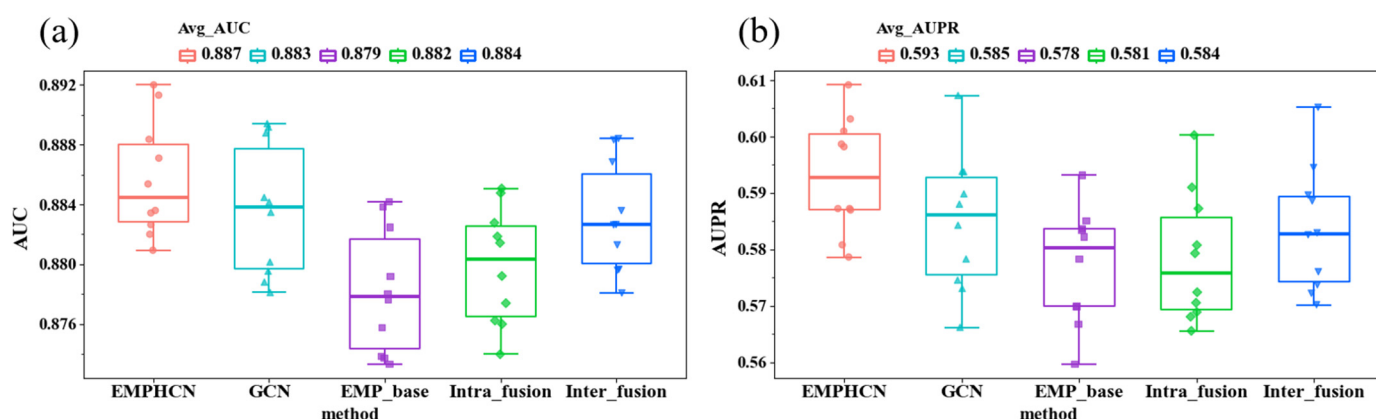 (a)
Avg_AUC
0.887 0.883 0.879 0.882 0.884
AUC
0.892
0.888
0.884
0.880
0.876
EMPHCN GCN EMP_base Intra_fusion Inter_fusion
method
(b)
Avg_AUPR
0.593 0.585 0.578 0.581 0.584
AUPR
0.61
0.60
0.59
0.58
0.57
0.56
EMPHCN GCN EMP_base Intra_fusion Inter_fusion
method